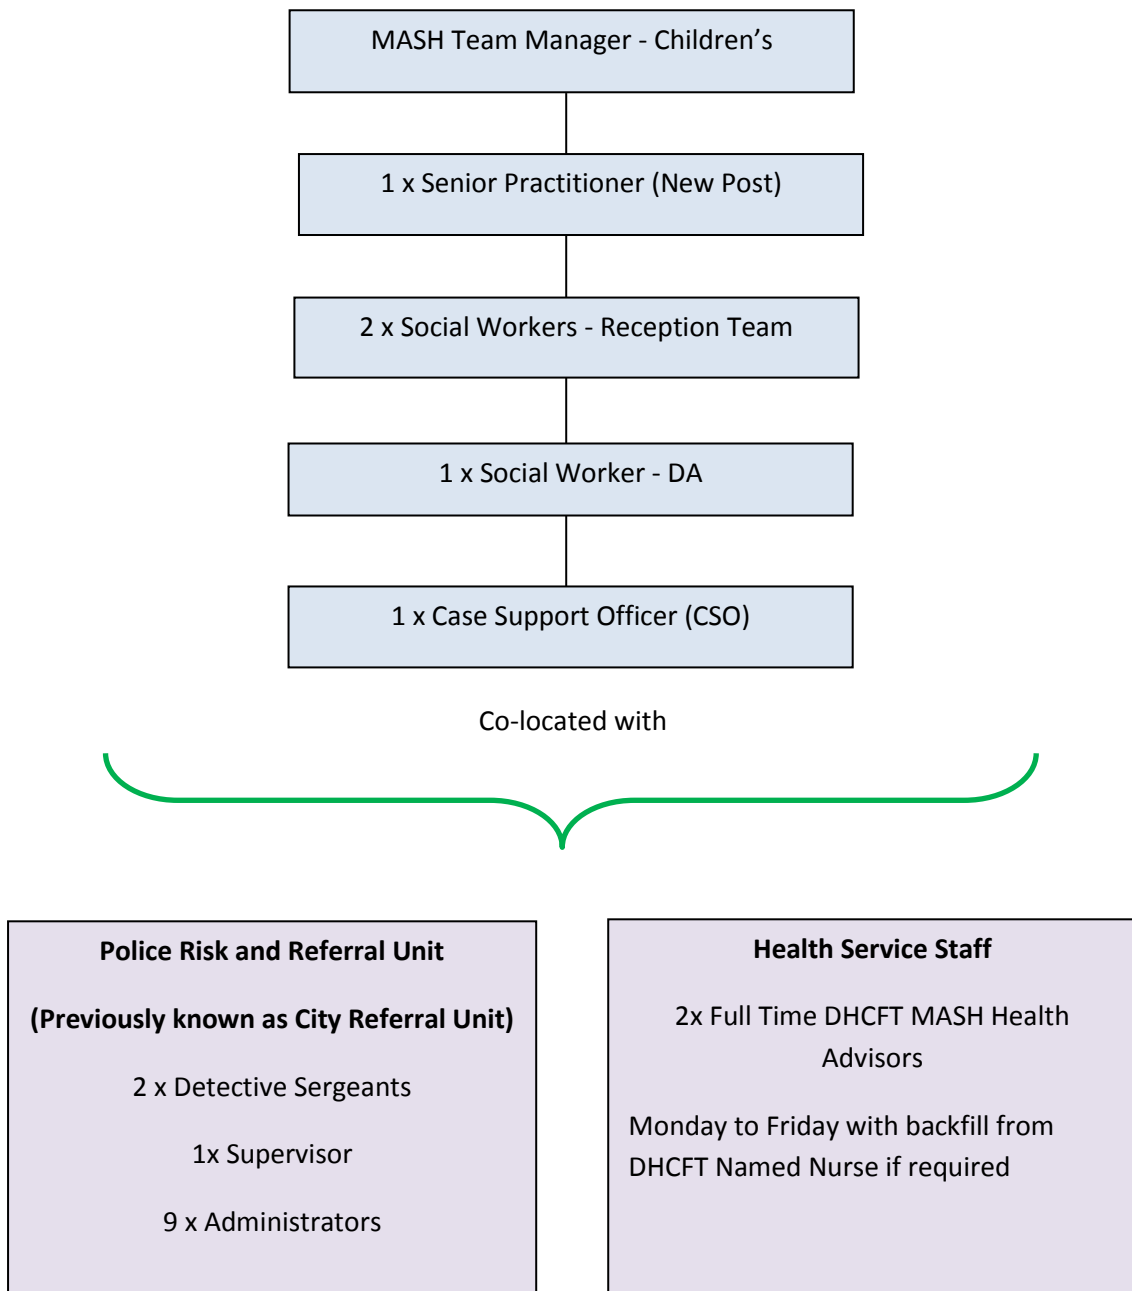 MASH Team Manager - Children’s
1 x Senior Practitioner (New Post)
2 x Social Workers - Reception Team
1 x Social Worker - DA
1 x Case Support Officer (CSO)
Co-located with
Police Risk and Referral Unit
(Previously known as City Referral Unit)
2 x Detective Sergeants
1x Supervisor
9 x Administrators
Health Service Staff
2x Full Time DHCFT MASH Health
Advisors
Monday to Friday with backfill from
DHCFT Named Nurse if required